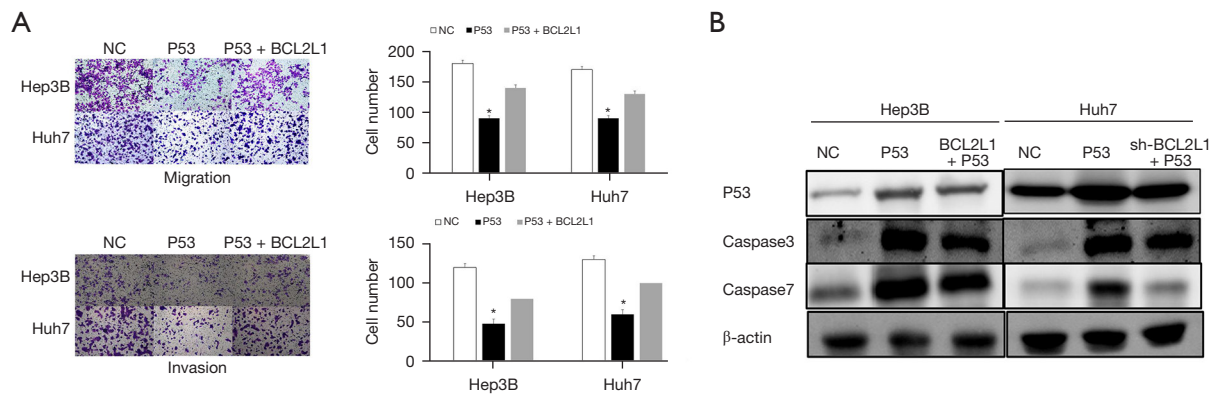 A
NC P53 P53 + BCL2L1
Hep3B
Huh7
Migration
NC P53 P53 + BCL2L1
200
150
100
50
0
Cell number
* *
Hep3B Huh7
NC P53 P53 + BCL2L1
Hep3B
Huh7
Invasion
NC P53 P53 + BCL2L1
150
100
50
0
Cell number
* *
Hep3B Huh7
B
Hep3B Huh7
NC P53 BCL2L1 + P53 NC P53 sh-BCL2L1 + P53
P53
Caspase3
Caspase7
β-actin